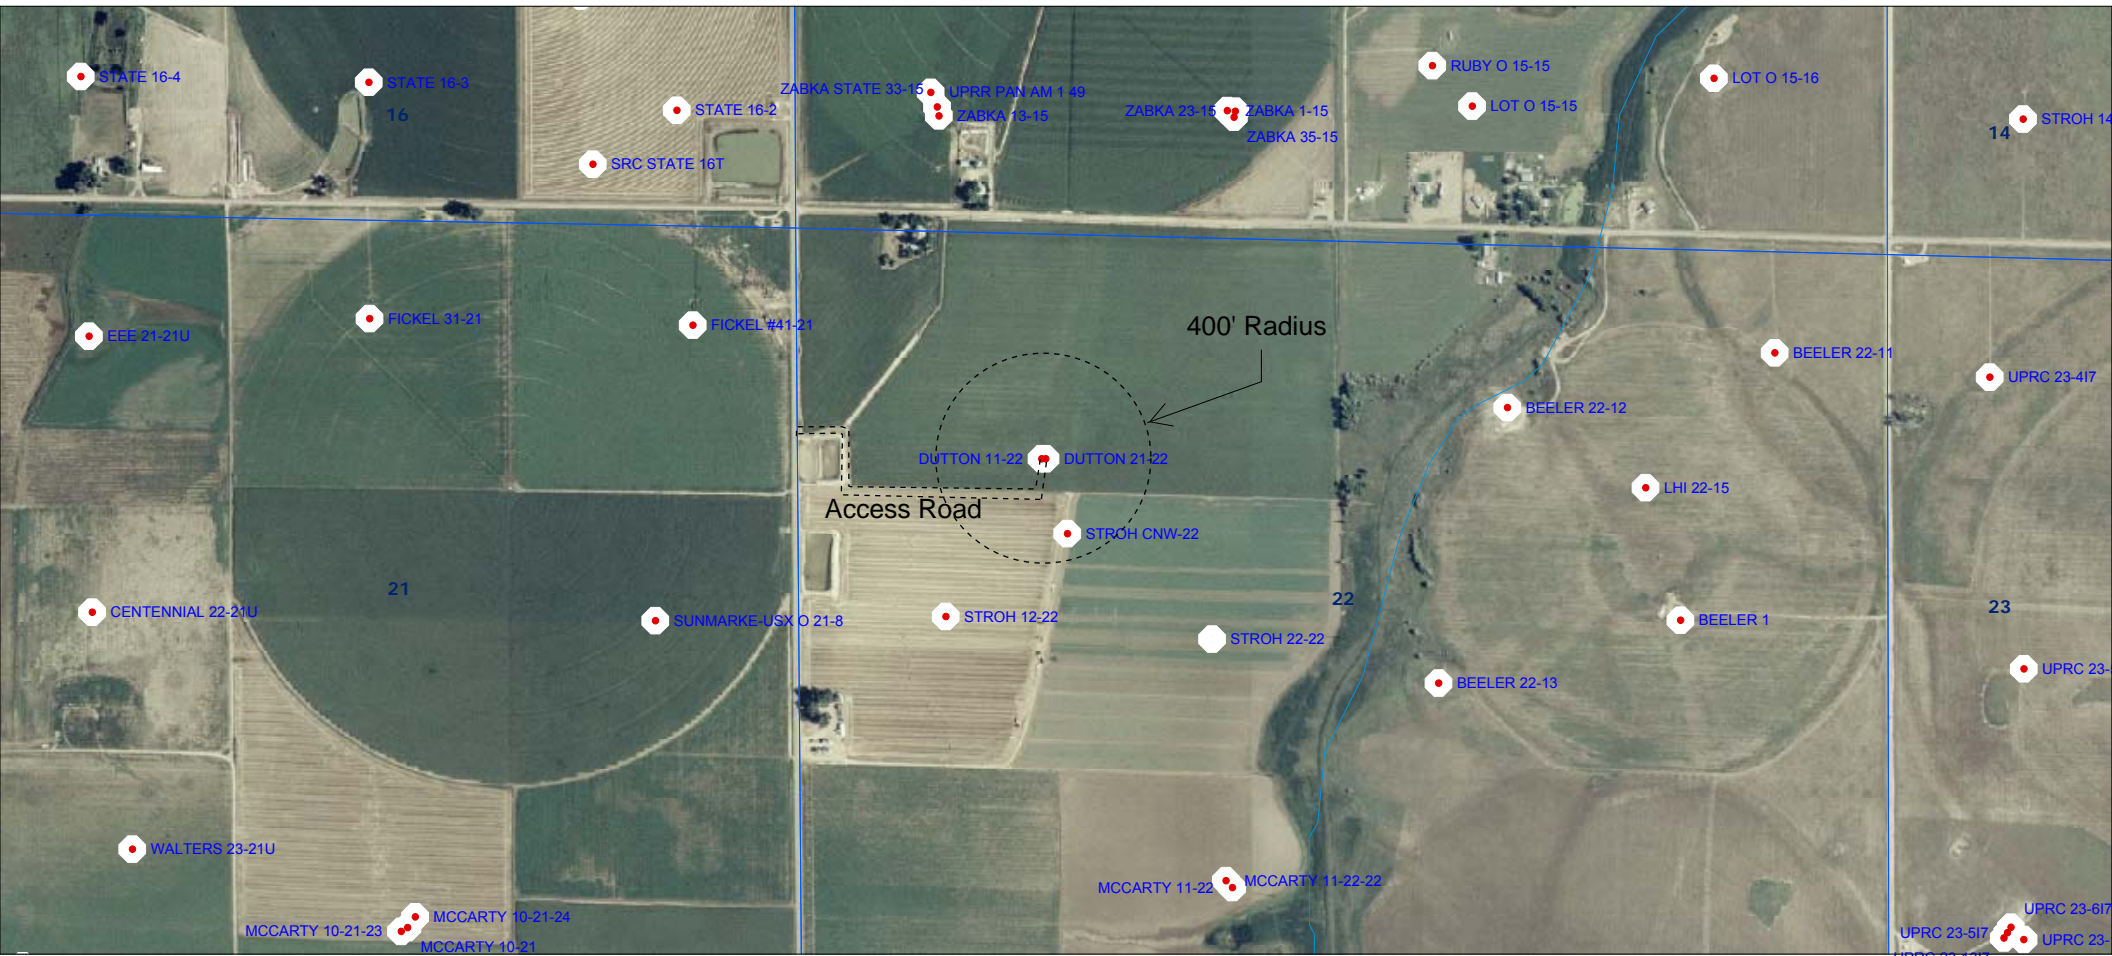 STATE 16-4
STATE 16-3
16
STATE 16-2
SRC STATE 16T
ZABKA STATE 33-15
UPRR PAN AM 1 49
ZABKA 13-15
ZABKA 23-15
ZABKA 1-15
ZABKA 35-15
RUBY O 15-15
LOT O 15-15
LOT O 15-16
14
STROH 14
EEE 21-21U
FICKEL 31-21
FICKEL #41-21
400' Radius
BEELER 22-11
UPRC 23-4I7
BEELER 22-12
DUTTON 11-22
DUTTON 21-22
LHI 22-15
Access Road
STROH CNW-22
21
22
23
CENTENNIAL 22-21U
SUNMARKE-USX O 21-8
STROH 12-22
STROH 22-22
BEELER 1
BEELER 22-13
UPRC 23-
WALTERS 23-21U
MCCARTY 11-22
MCCARTY 11-22-22
MCCARTY 10-21-24
MCCARTY 10-21-23
MCCARTY 10-21
UPRC 23-6I7
UPRC 23-5I7
UPRC 23-